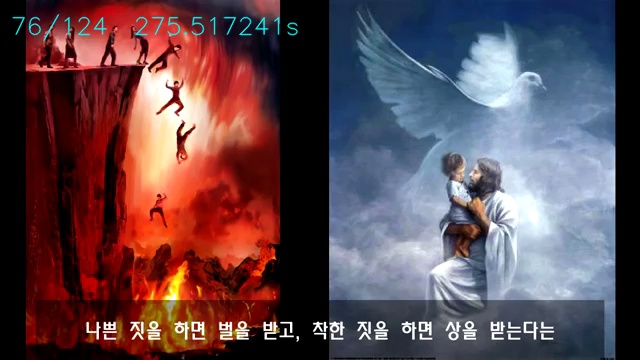 76/124 275.517241s
나쁜 짓을 하면 벌을 받고, 착한 짓을 하면 상을 받는다는